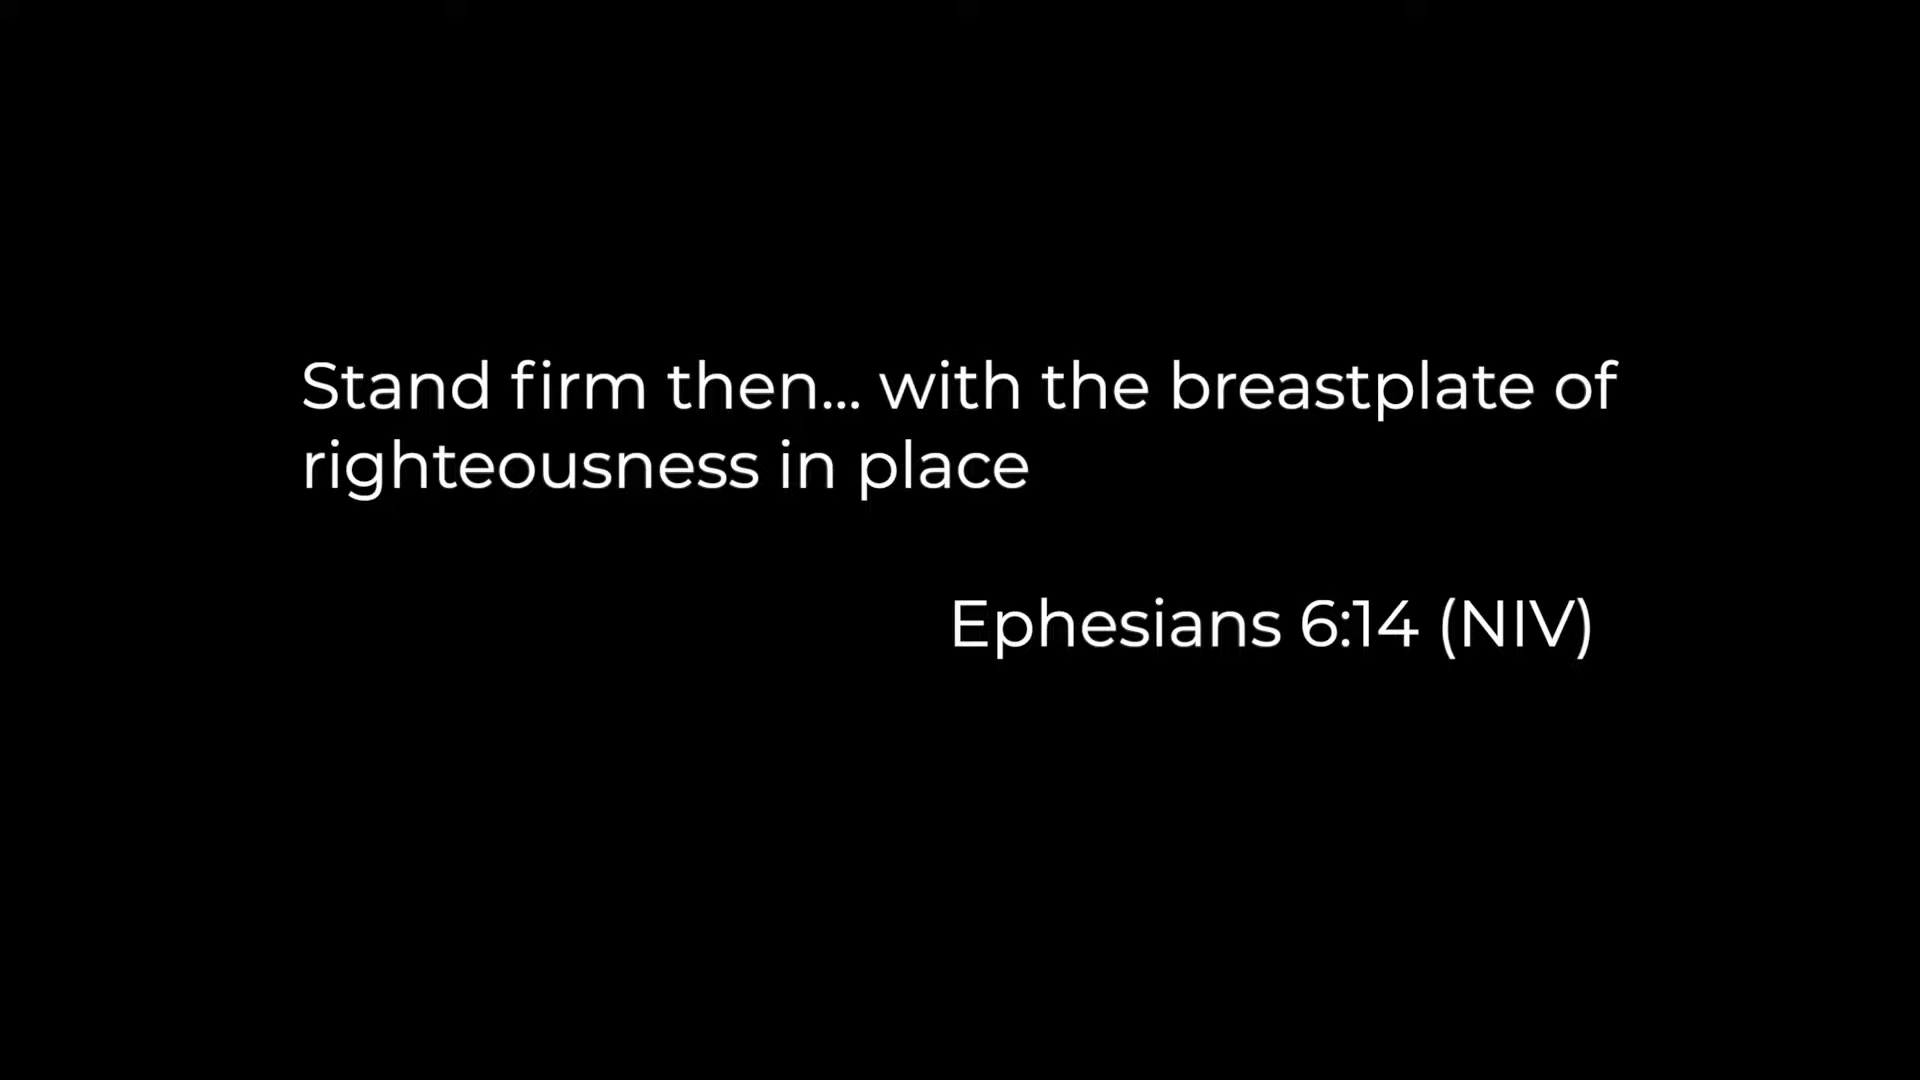 Stand firm then... with the breastplate of
righteousness in place
Ephesians 6:14 (NIV)